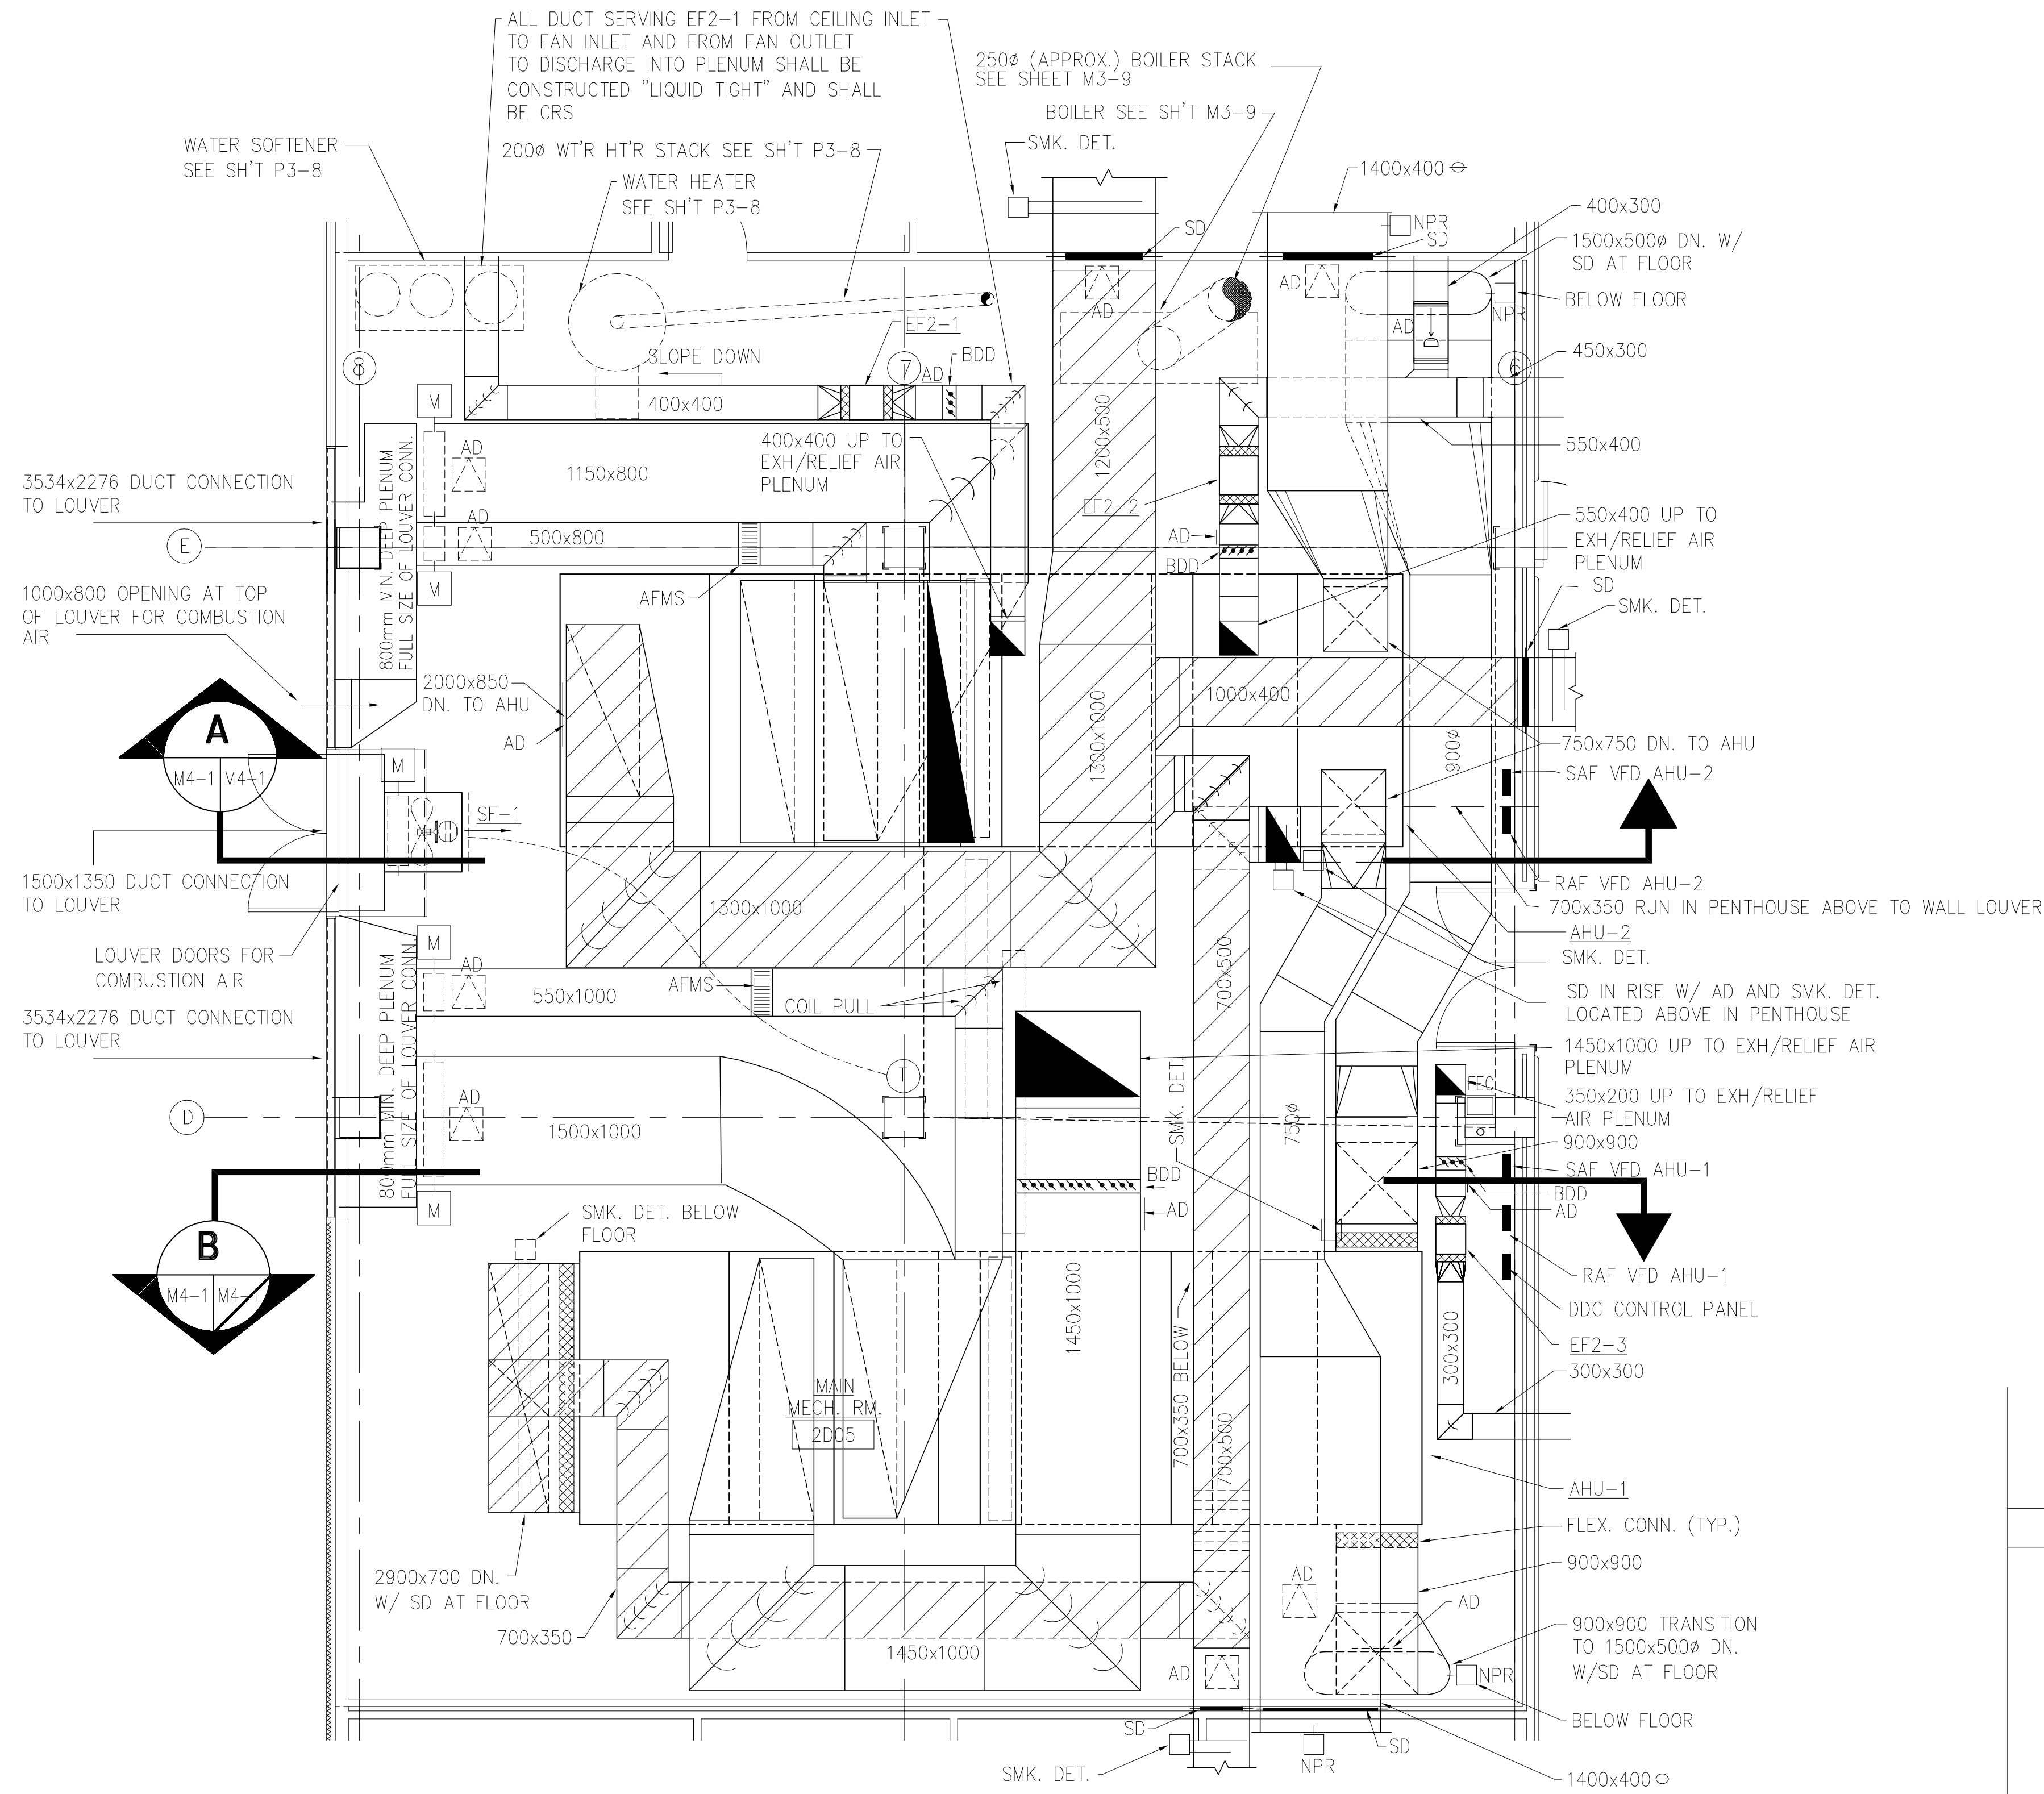 ALL DUCT SERVING EF2-1 FROM CEILING INLET
TO FAN INLET AND FROM FAN OUTLET
TO DISCHARGE INTO PLENUM SHALL BE
CONSTRUCTED "LIQUID TIGHT" AND SHALL
BE CRS
250ø (APPROX.) BOILER STACK
SEE SHEET M3-9
BOILER SEE SH'T M3-9
SMK. DET.
WATER SOFTENER
SEE SH'T P3-8
200ø WT'R HT'R STACK SEE SH'T P3-8
WATER HEATER
SEE SH'T P3-8
1400x400
NPR
SD
SD
400x300
1500x500ø DN. W/
SD AT FLOOR
BELOW FLOOR
NPR
AD
AD
AD
450x300
EF2-1
SLOPE DOWN
BDD
AD
8
7
6
M
400x400
400x400 UP TO
EXH/RELIEF AIR
PLENUM
1200x500
550x400
AD
1150x800
3534x2276 DUCT CONNECTION
TO LOUVER
800mm MIN. DEEP PLENUM
FULL SIZE OF LOUVER CONN.
EF2-2
550x400 UP TO
EXH/RELIEF AIR
PLENUM
AD
BDD
AD
500x800
E
M
AFMS
SD
SMK. DET.
1000x800 OPENING AT TOP
OF LOUVER FOR COMBUSTION
AIR
2000x850
DN. TO AHU
AD
1000x400
1300x1000
900ø
750x750 DN. TO AHU
SAF VFD AHU-2
A
M4-1
M4-1
M
SF-1
1500x1350 DUCT CONNECTION
TO LOUVER
1300x1000
RAF VFD AHU-2
700x350 RUN IN PENTHOUSE ABOVE TO WALL LOUVER
AHU-2
SMK. DET.
LOUVER DOORS FOR
COMBUSTION AIR
M
AD
550x1000
AFMS
COIL PULL
700x500
SD IN RISE W/ AD AND SMK. DET.
LOCATED ABOVE IN PENTHOUSE
3534x2276 DUCT CONNECTION
TO LOUVER
800mm MIN. DEEP PLENUM
FULL SIZE OF LOUVER CONN.
1450x1000 UP TO EXH/RELIEF AIR
PLENUM
T
SMK. DET.
FEC
350x200 UP TO EXH/RELIEF
AIR PLENUM
D
AD
1500x1000
750ø
900x900
SAF VFD AHU-1
BDD
AD
BDD
AD
M
SMK. DET. BELOW
FLOOR
B
M4-1
M4-1
RAF VFD AHU-1
DDC CONTROL PANEL
EF2-3
300x300
300x300
1450x1000
700x350 BELOW
700x500
MAIN
MECH. RM.
2D05
AHU-1
FLEX. CONN. (TYP.)
900x900
2900x700 DN.
W/ SD AT FLOOR
700x350
1450x1000
AD
AD
AD
900x900 TRANSITION
TO 1500x500ø DN.
W/SD AT FLOOR
NPR
BELOW FLOOR
SD
SD
SMK. DET.
NPR
1400x400